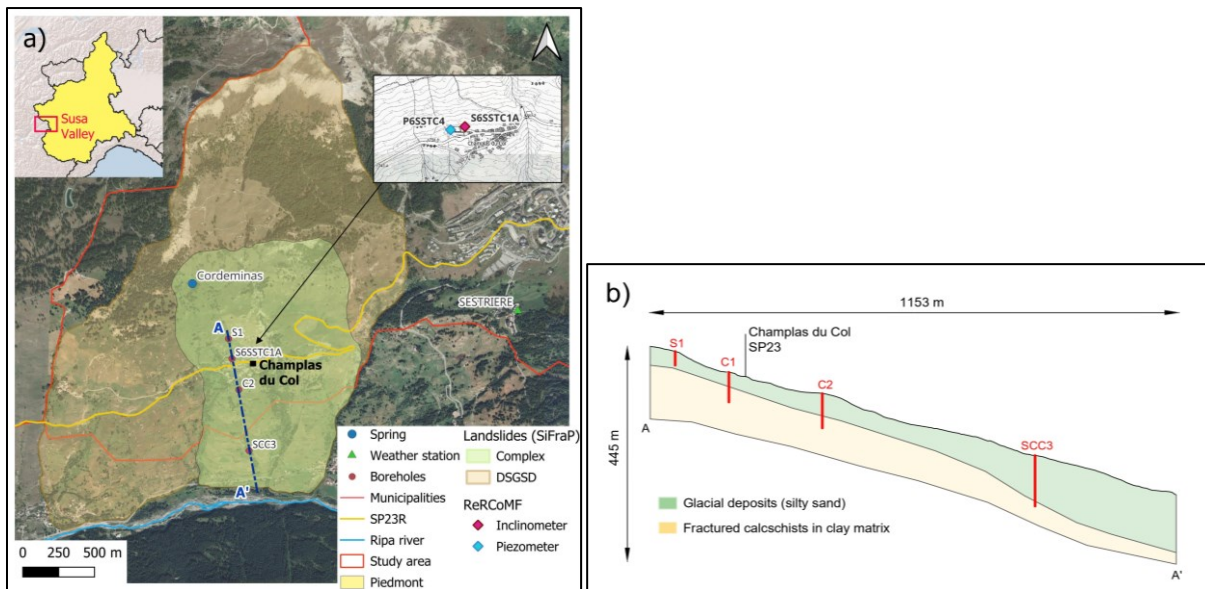 a)
Susa
Valley
P6SSTC4
S6SSTC1A
Cordeminas
SESTRIERE
A
S1
S6SSTC1A
Champlas
du Col
C2
SCC3
A'
0 250 500 m
Spring
Weather station
Boreholes
Municipalities
SP23R
Ripa river
Study area
Piedmont
Landslides (SiFraP)
Complex
DSGSD
ReRCoMF
Inclinometer
Piezometer
b)
1153 m
Champlas du Col
SP23
S1
C1
C2
SCC3
445 m
A
A'
Glacial deposits (silty sand)
Fractured calcschists in clay matrix